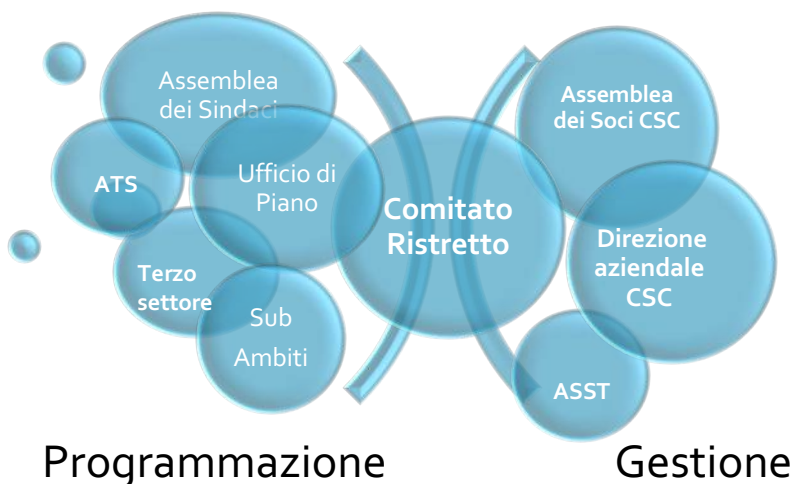 Assemblea
dei Sindaci
ATS
Ufficio di
Piano
Terzo
settore
Sub
Ambiti
Comitato
Ristretto
Assemblea
dei Soci CSC
Direzione
aziendale
CSC
ASST
Programmazione
Gestione